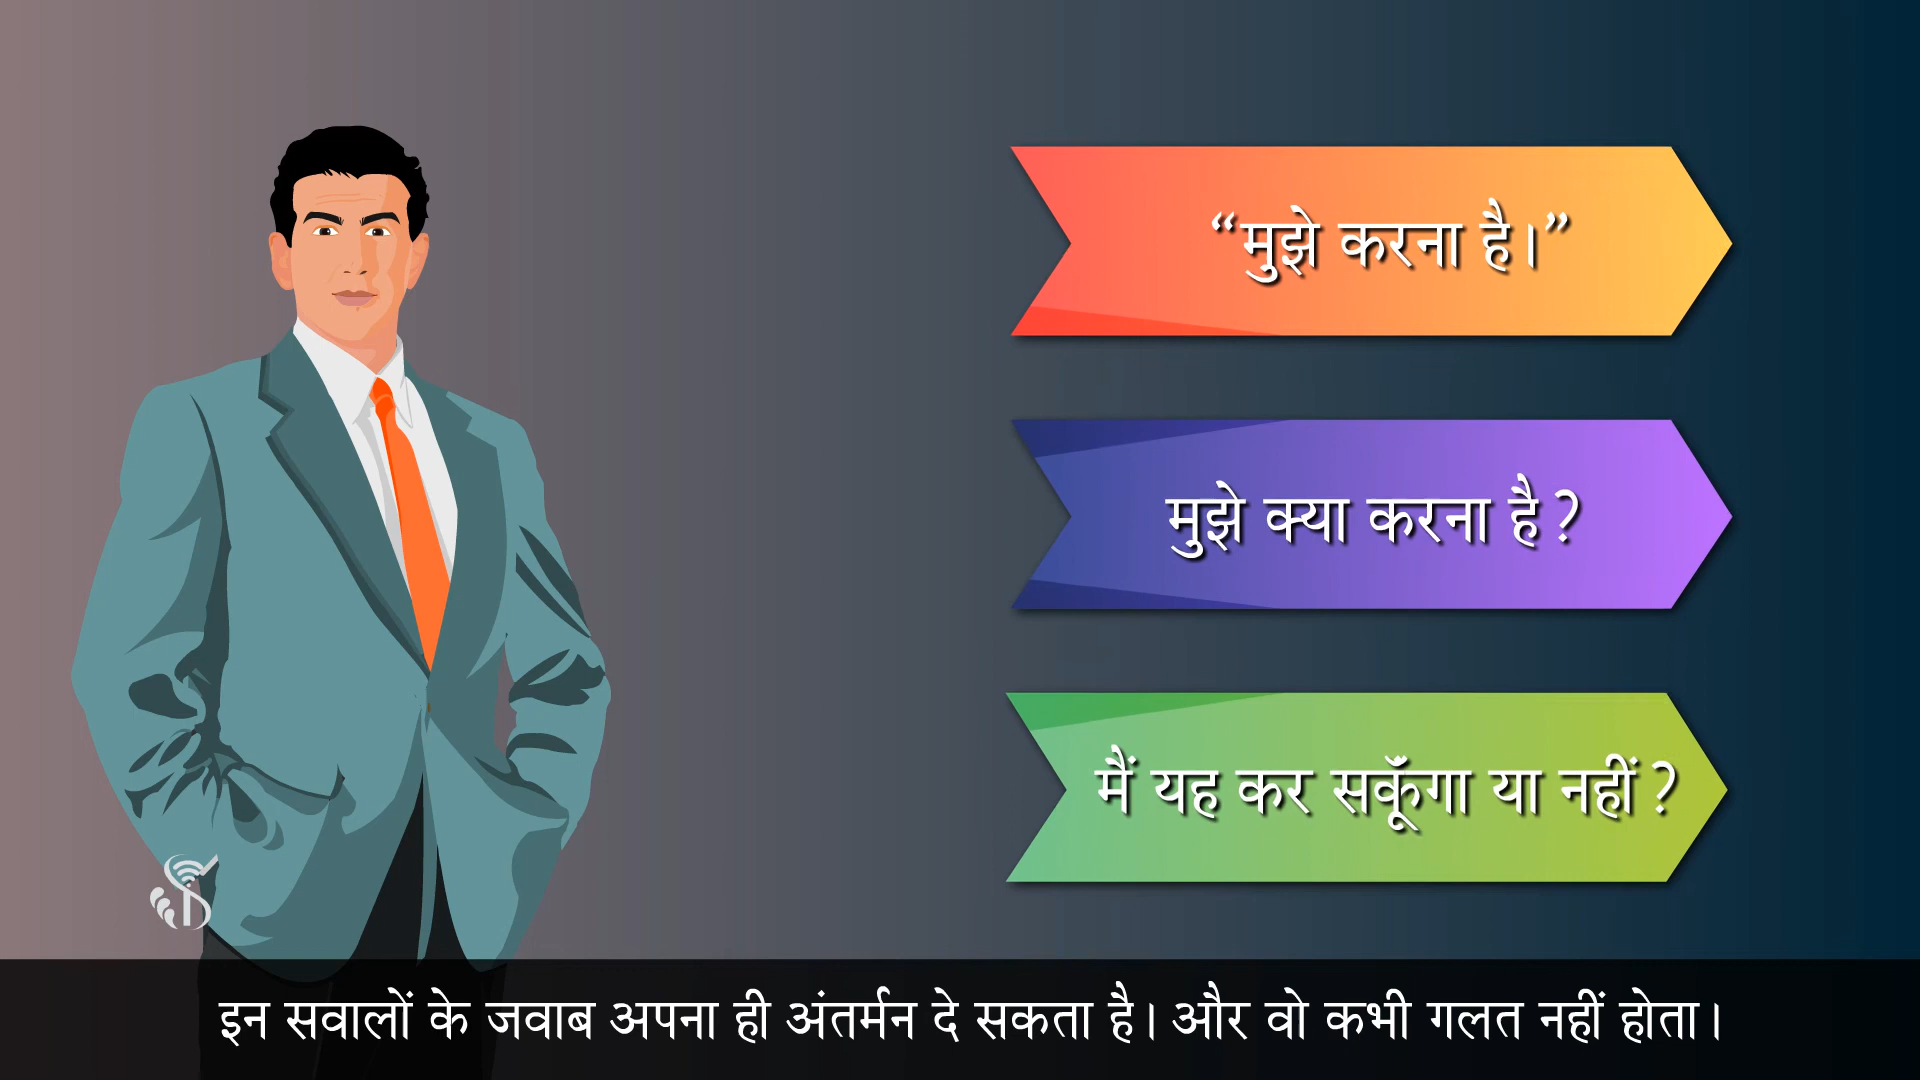 “मुझे करना है।”
मुझे क्या करना है ?
मैं यह कर सकूँगा या नहीं ?
इन सवालों के जवाब अपना ही अंतर्मन दे सकता है। और वो कभी गलत नहीं होता।